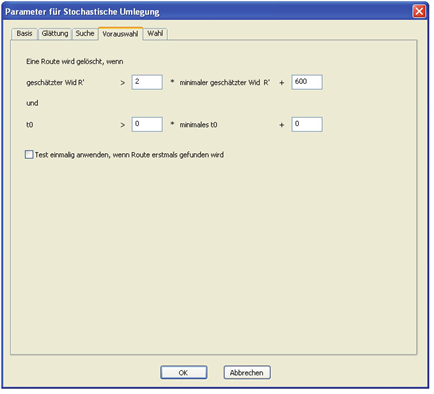 Parameter für Stochastische Umlegung
Basis Glättung Suche Vorauswahl Wahl
Eine Route wird gelöscht, wenn
geschätzter Wid R' > 2 * minimaler geschätzter Wid R' + 600
und
t0 > 0 * minimales t0 + 0
Test einmalig anwenden, wenn Route erstmals gefunden wird
OK Abbrechen